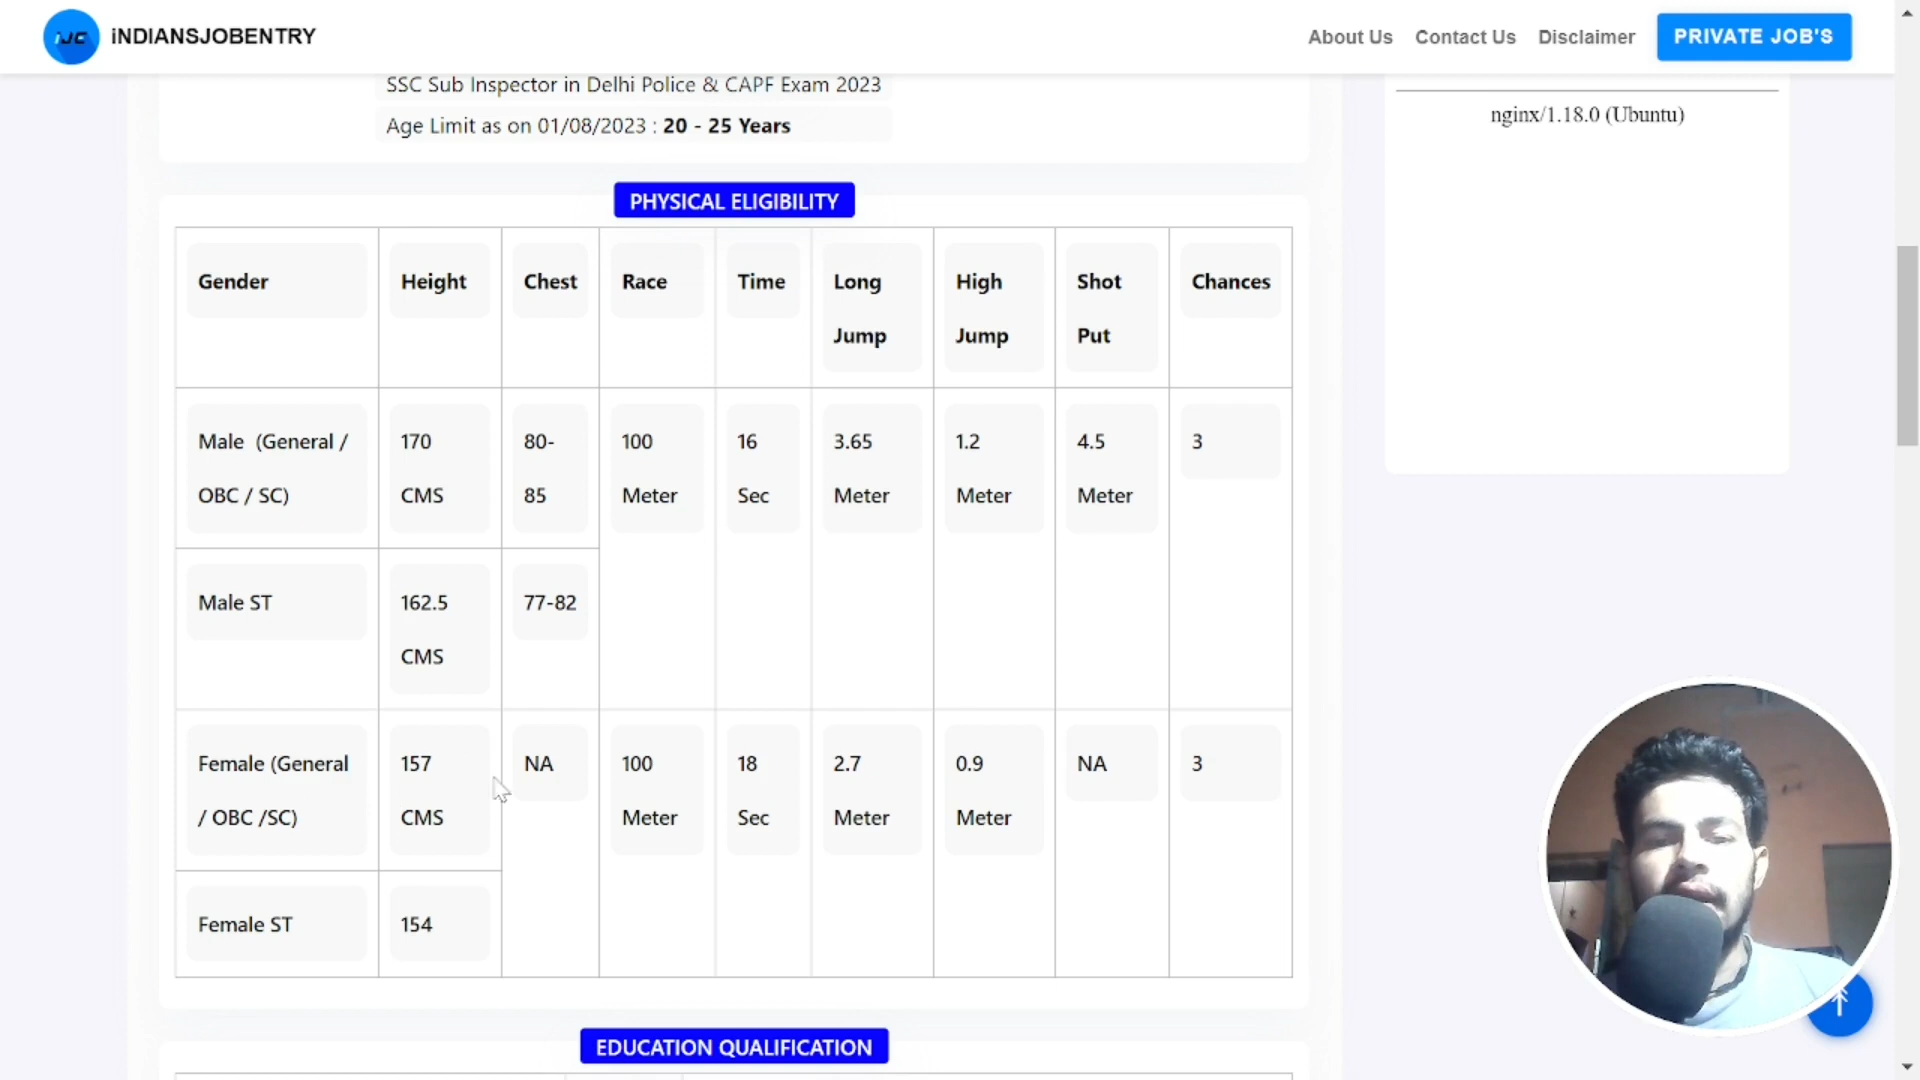 iJC iNDIANSJOBENTRY
About Us Contact Us Disclaimer PRIVATE JOB'S
SSC Sub Inspector in Delhi Police & CAPF Exam 2023
Age Limit as on 01/08/2023 : 20 - 25 Years
nginx/1.18.0 (Ubuntu)
PHYSICAL ELIGIBILITY
Gender Height Chest Race Time Long High Shot Chances
Jump Jump Put
Male (General / 170 80- 100 16 3.65 1.2 4.5 3
OBC / SC) CMS 85 Meter Sec Meter Meter Meter
Male ST 162.5 77-82
CMS
Female (General 157 NA 100 18 2.7 0.9 NA 3
/ OBC /SC) CMS Meter Sec Meter Meter
Female ST 154
EDUCATION QUALIFICATION